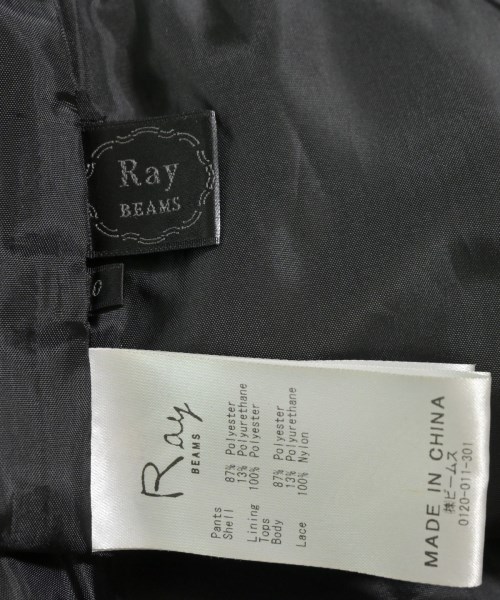 Ray
BEAMS
0
Ray
BEAMS
Pants
Shell 87% Polyester
13% Polyurethane
Lining 100% Polyester
Tops
Body 87% Polyester
13% Polyurethane
Lace 100% Nylon
MADE IN CHINA
㈱ビームス
0120-011-301